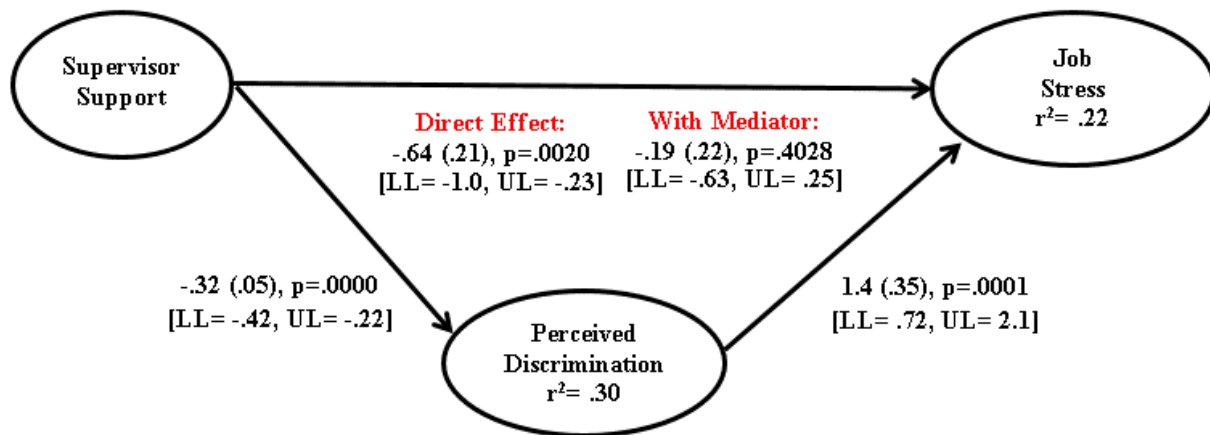 Supervisor
Support
Job
Stress
r²= .22
Direct Effect:
-.64 (.21), p=.0020
[LL= -1.0, UL= -.23]
With Mediator:
-.19 (.22), p=.4028
[LL= -.63, UL= .25]
-.32 (.05), p=.0000
[LL= -.42, UL= -.22]
1.4 (.35), p=.0001
[LL= .72, UL= 2.1]
Perceived
Discrimination
r²= .30